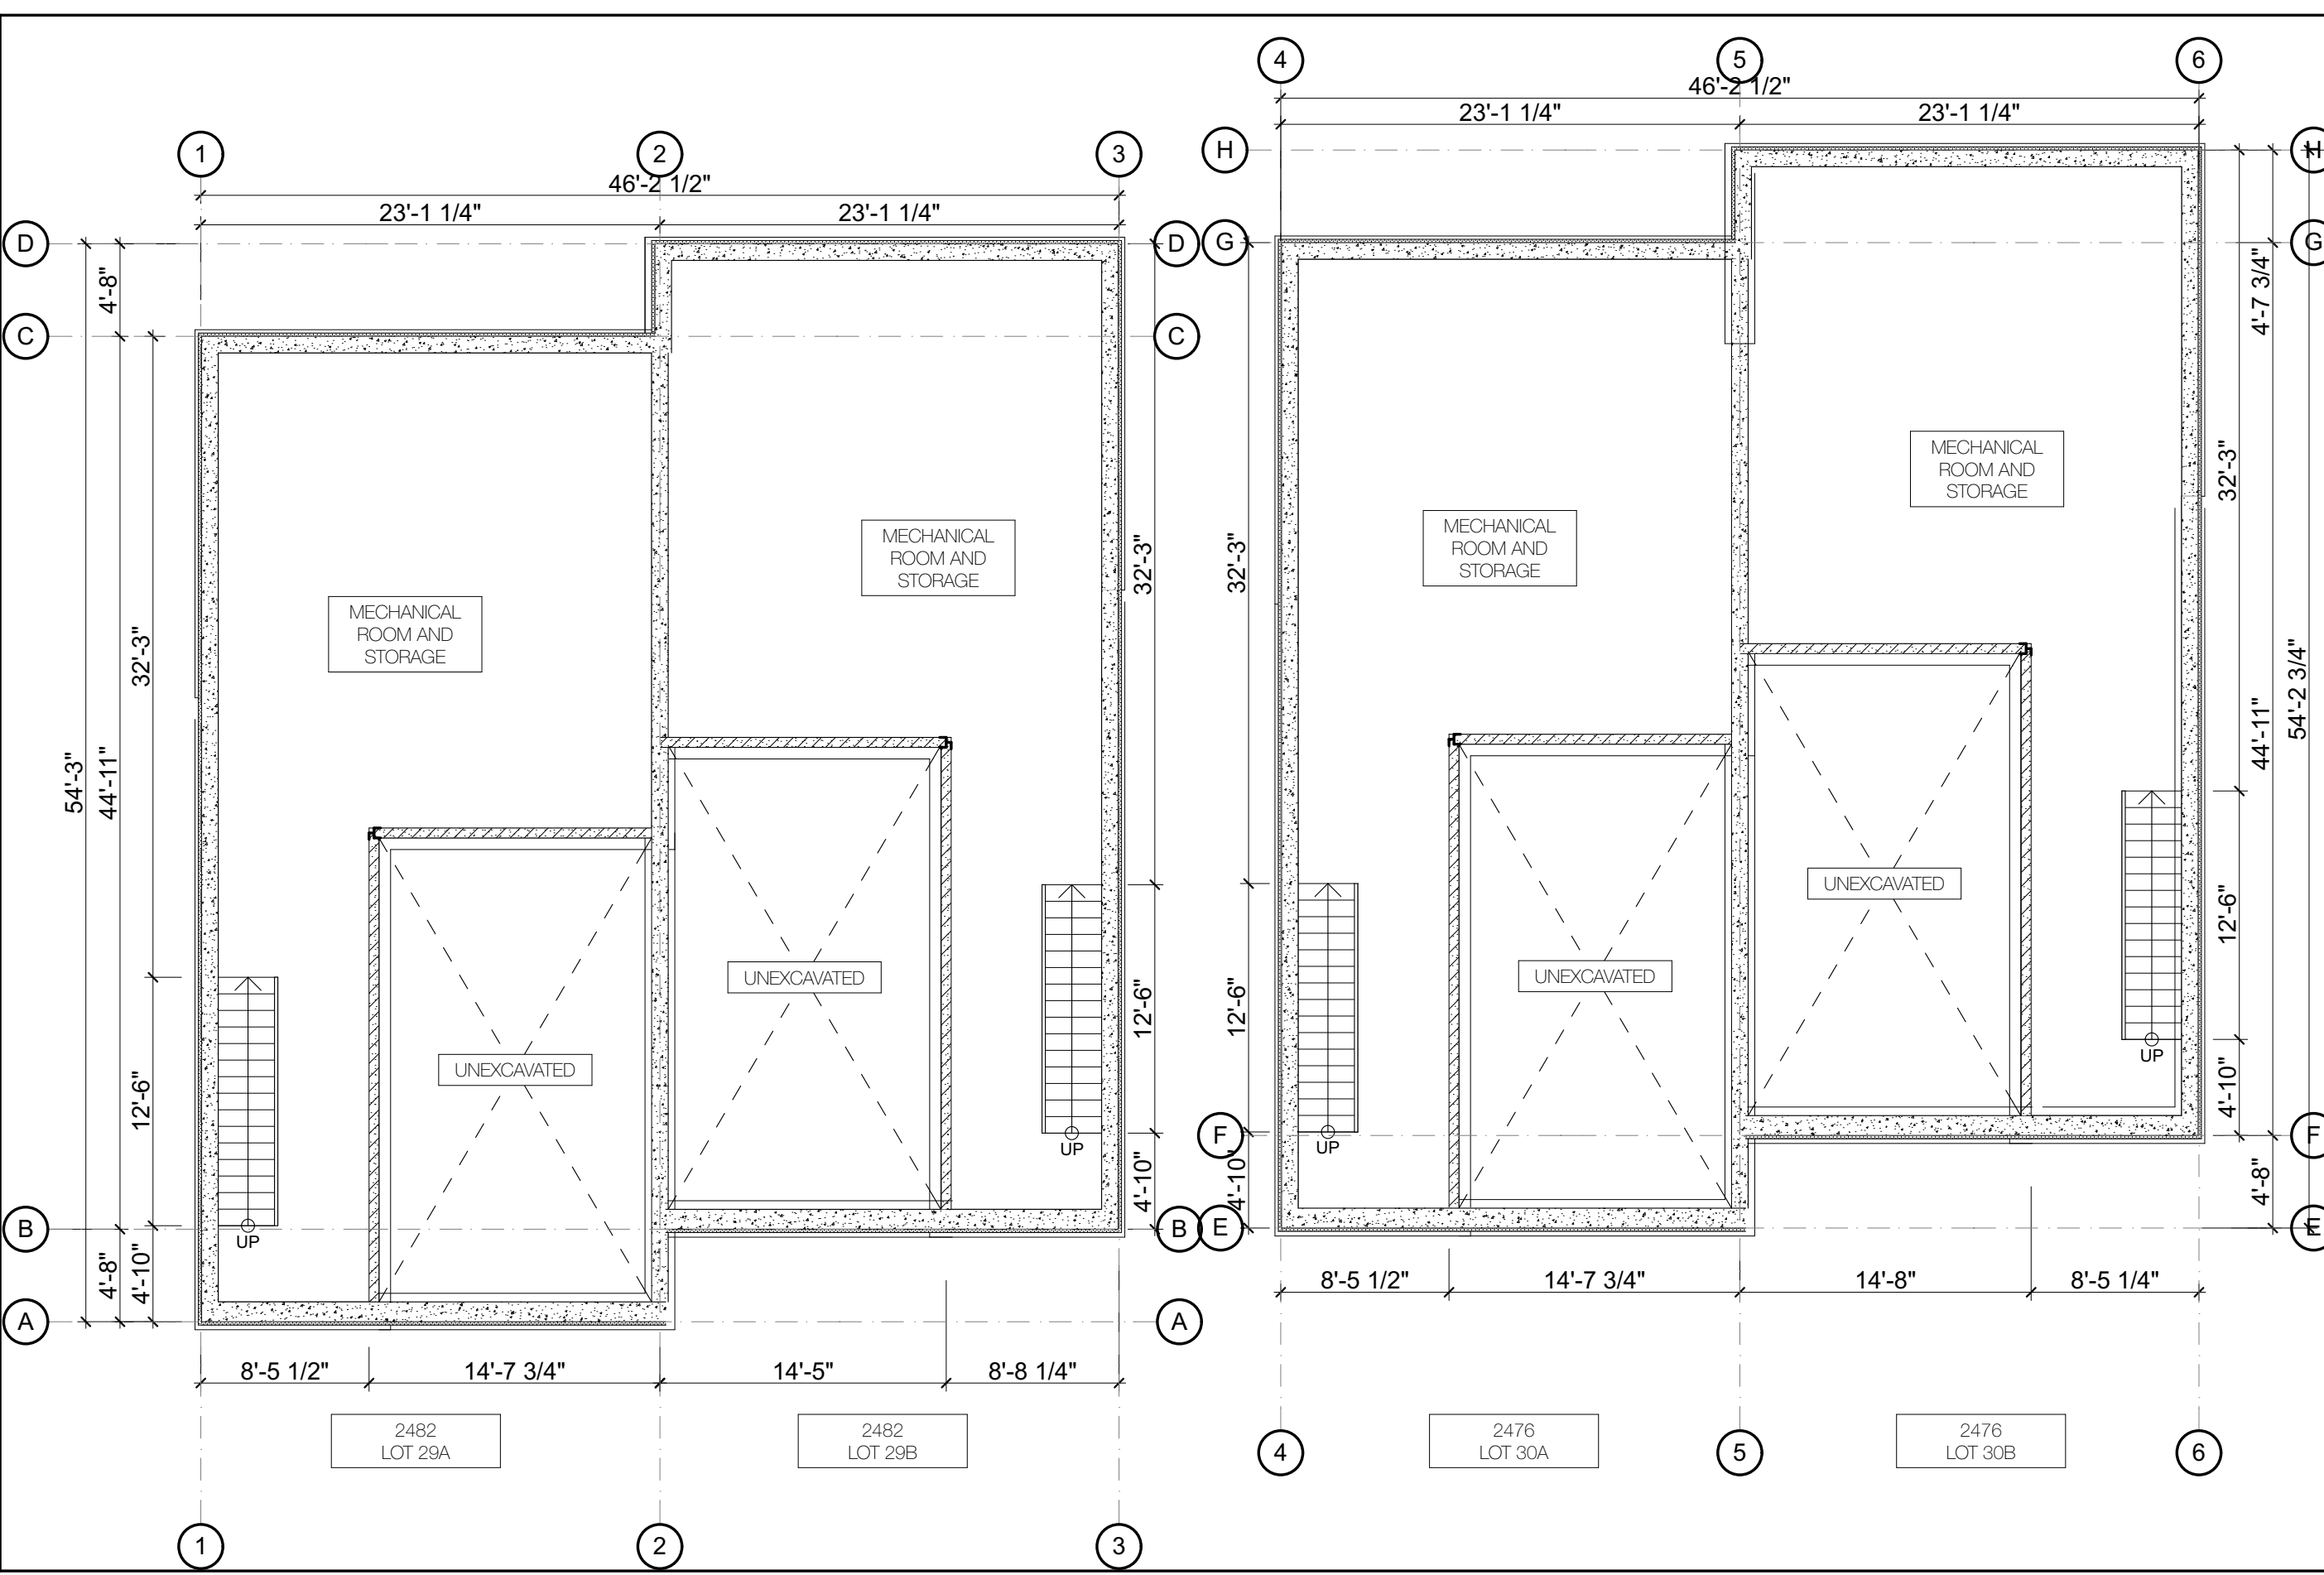 4
5
6
46'-2 1/2"
23'-1 1/4"
23'-1 1/4"
1
2
3
H
H
46'-2 1/2"
23'-1 1/4"
23'-1 1/4"
D
D
G
G
4'-8"
4'-7 3/4"
C
C
MECHANICAL
ROOM AND
STORAGE
32'-3"
MECHANICAL
ROOM AND
STORAGE
MECHANICAL
ROOM AND
STORAGE
32'-3"
32'-3"
MECHANICAL
ROOM AND
STORAGE
32'-3"
54'-2 3/4"
44'-11"
54'-3"
44'-11"
UNEXCAVATED
12'-6"
UNEXCAVATED
UNEXCAVATED
12'-6"
12'-6"
UP
UNEXCAVATED
12'-6"
4'-10"
UP
UP
F
F
4'-10"
4'-10"
4'-8"
B
UP
B
E
E
4'-8"
4'-10"
A
A
8'-5 1/2"
14'-7 3/4"
14'-8"
8'-5 1/4"
8'-5 1/2"
14'-7 3/4"
14'-5"
8'-8 1/4"
2482
LOT 29A
2482
LOT 29B
2476
LOT 30A
2476
LOT 30B
4
5
6
1
2
3